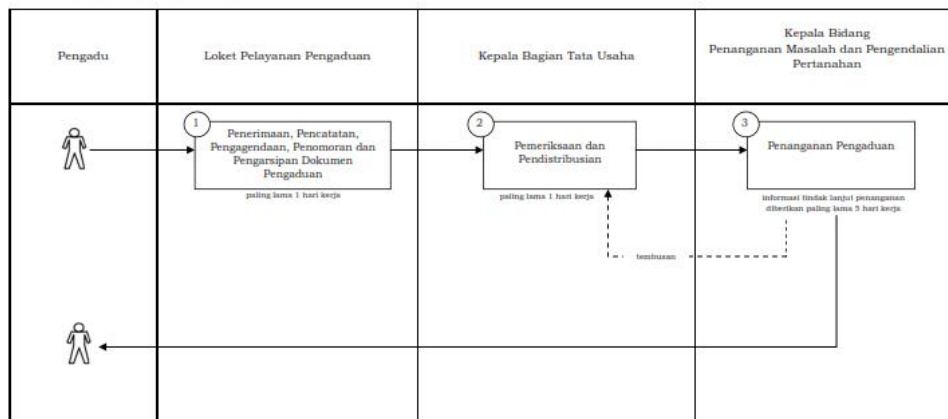 Pengadu
Loket Pelayanan Pengaduan
Kepala Bagian Tata Usaha
Kepala Bidang
Penanganan Masalah dan Pengendalian
Pertanahan
1
Penerimaan, Pencatatan,
Pengagendaan, Penomoran dan
Pengarsipan Dokumen
Pengaduan
paling lama 1 hari kerja
2
Pemeriksaan dan
Pendistribusian
paling lama 1 hari kerja
3
Penanganan Pengaduan
informasi tindak lanjut penanganan
diberikan paling lama 5 hari kerja
tembusan